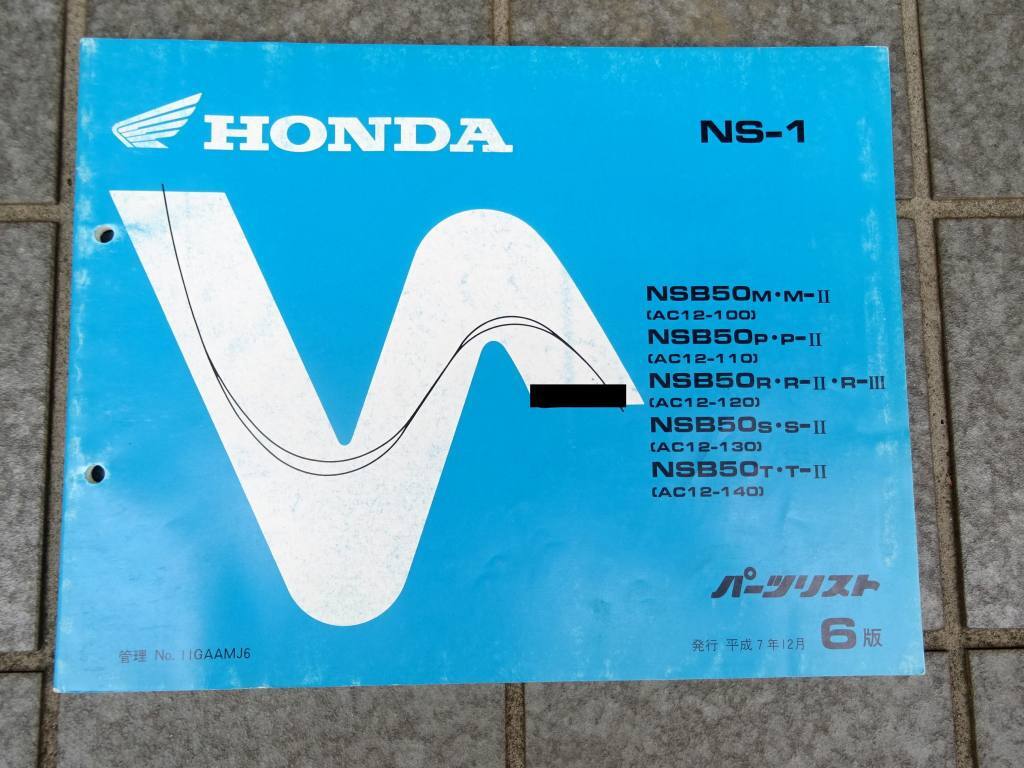 HONDA
NS-1
NSB50M・M-II
(AC12-100)
NSB50P・P-II
(AC12-110)
NSB50R・R-II・R-III
(AC12-120)
NSB50S・S-II
(AC12-130)
NSB50T・T-II
(AC12-140)
パーツリスト
管理 No. 11GAAMJ6
発行 平成7年12月 6版